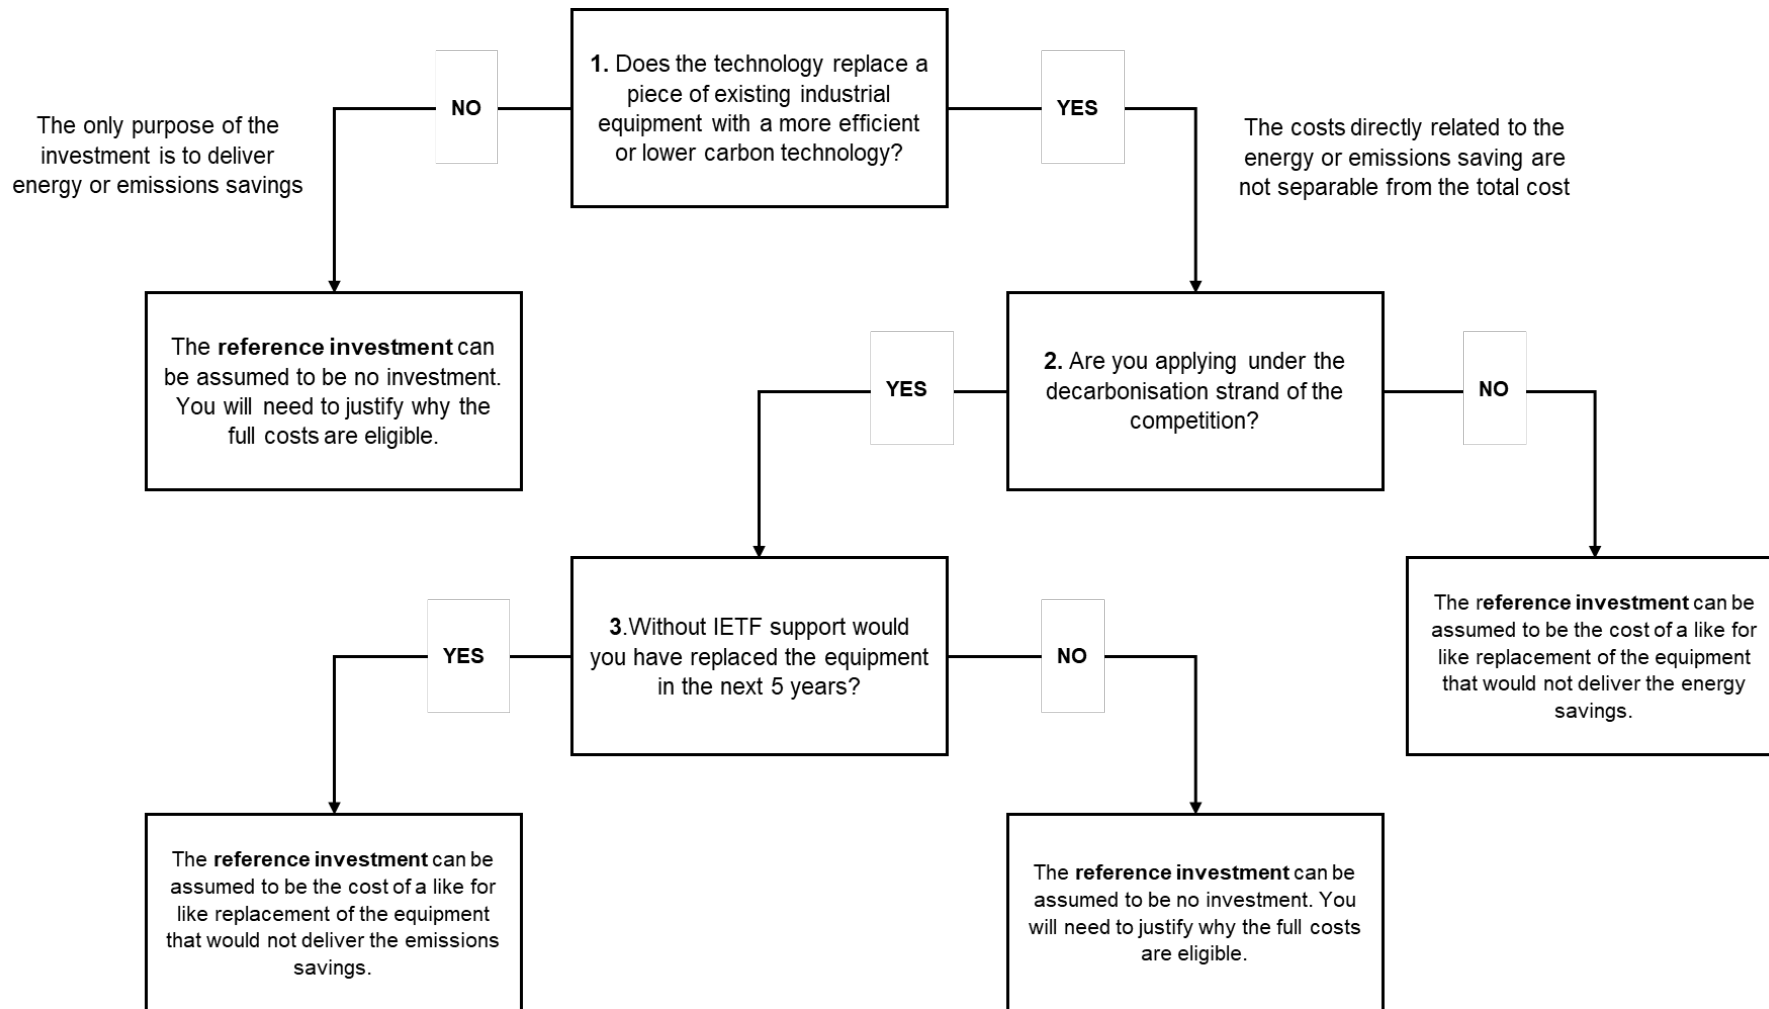 1. Does the technology replace a
piece of existing industrial
equipment with a more efficient
or lower carbon technology?
NO
YES
The only purpose of the
investment is to deliver
energy or emissions savings
The costs directly related to the
energy or emissions saving are
not separable from the total cost
The reference investment can
be assumed to be no investment.
You will need to justify why the
full costs are eligible.
2. Are you applying under the
decarbonisation strand of the
competition?
YES
NO
3.Without IETF support would
you have replaced the equipment
in the next 5 years?
YES
NO
The reference investment can be
assumed to be the cost of a like for
like replacement of the equipment
that would not deliver the energy
savings.
The reference investment can be
assumed to be the cost of a like for
like replacement of the equipment
that would not deliver the emissions
savings.
The reference investment can be
assumed to be no investment. You
will need to justify why the full costs
are eligible.